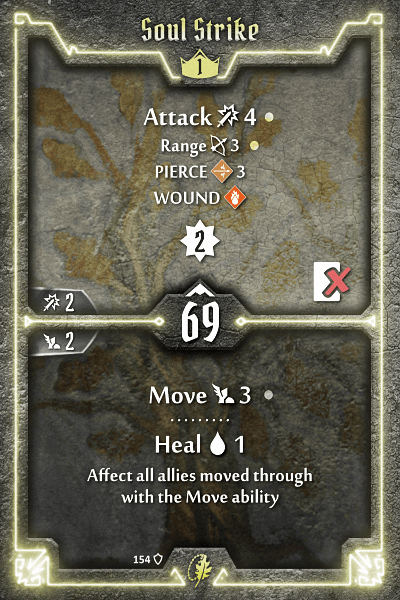 Soul Strike
1
Attack 4
Range 3
PIERCE 3
WOUND
2
2
69
2
Move 3
Heal 1
Affect all allies moved through
with the Move ability
154